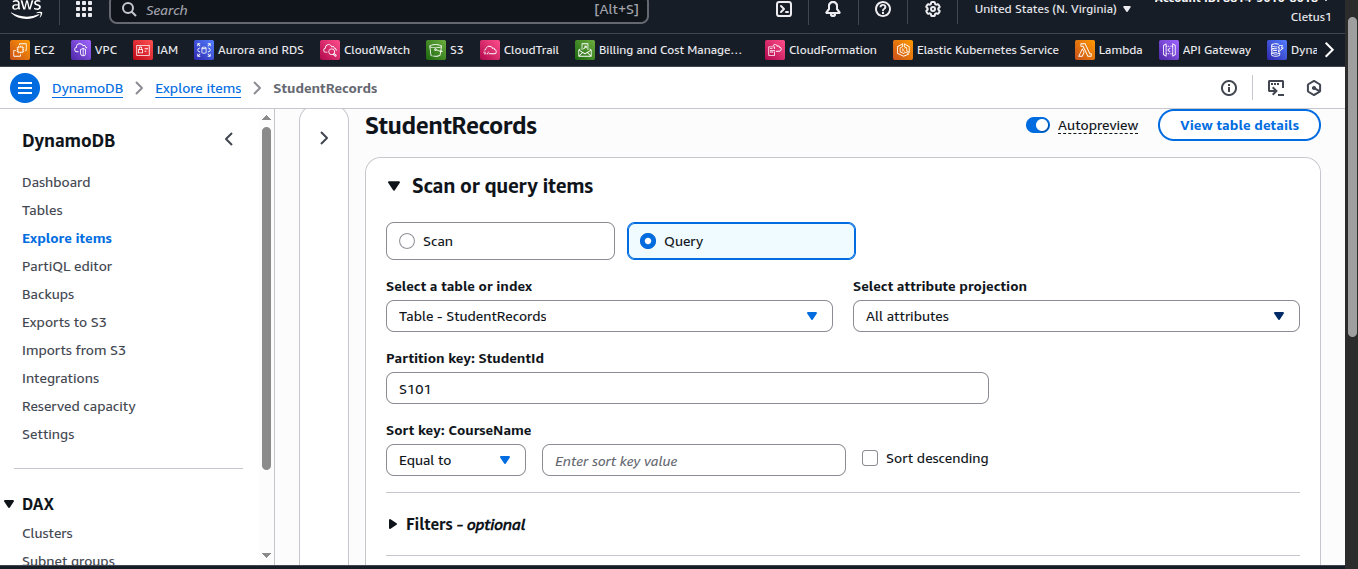 aws
Search [Alt+S]
United States (N. Virginia)
Cletus1
EC2 VPC IAM Aurora and RDS CloudWatch S3 CloudTrail Billing and Cost Manage... CloudFormation Elastic Kubernetes Service Lambda API Gateway Dyna
DynamoDB Explore items StudentRecords
DynamoDB
Dashboard
Tables
Explore items
PartiQL editor
Backups
Exports to S3
Imports from S3
Integrations
Reserved capacity
Settings
DAX
Clusters
Subnet groups
StudentRecords
Autopreview
View table details
Scan or query items
Scan
Query
Select a table or index
Table - StudentRecords
Select attribute projection
All attributes
Partition key: StudentId
S101
Sort key: CourseName
Equal to
Enter sort key value
Sort descending
Filters - optional